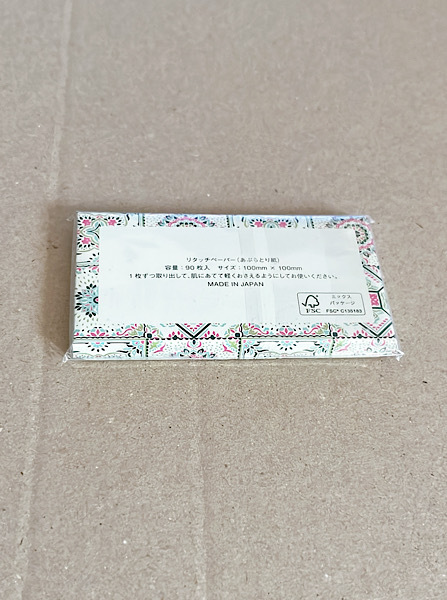 リタッチペーパー(あぶらとり紙)
容量:90枚入 サイズ:100mm × 100mm
1枚ずつ取り出して、肌にあてて軽くおさえるようにしてお使いください。
MADE IN JAPAN
FSC
ミックス
パッケージ
FSC® C135183